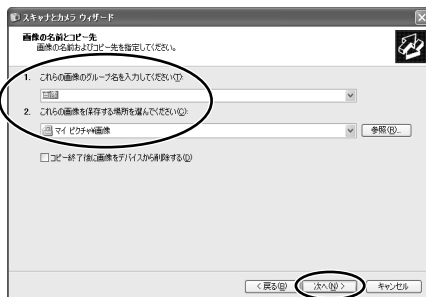 スキャナとカメラ ウィザード
画像の名前とコピー先
画像の名前およびコピー先を指定してください。
1. これらの画像のグループ名を入力してください(T):
画像
2. これらの画像を保存する場所を選んでください(C):
マイ ピクチャ¥画像
参照(R)...
コピー終了後に画像をデバイスから削除する(D)
< 戻る(B)
次へ(N) >
キャンセル